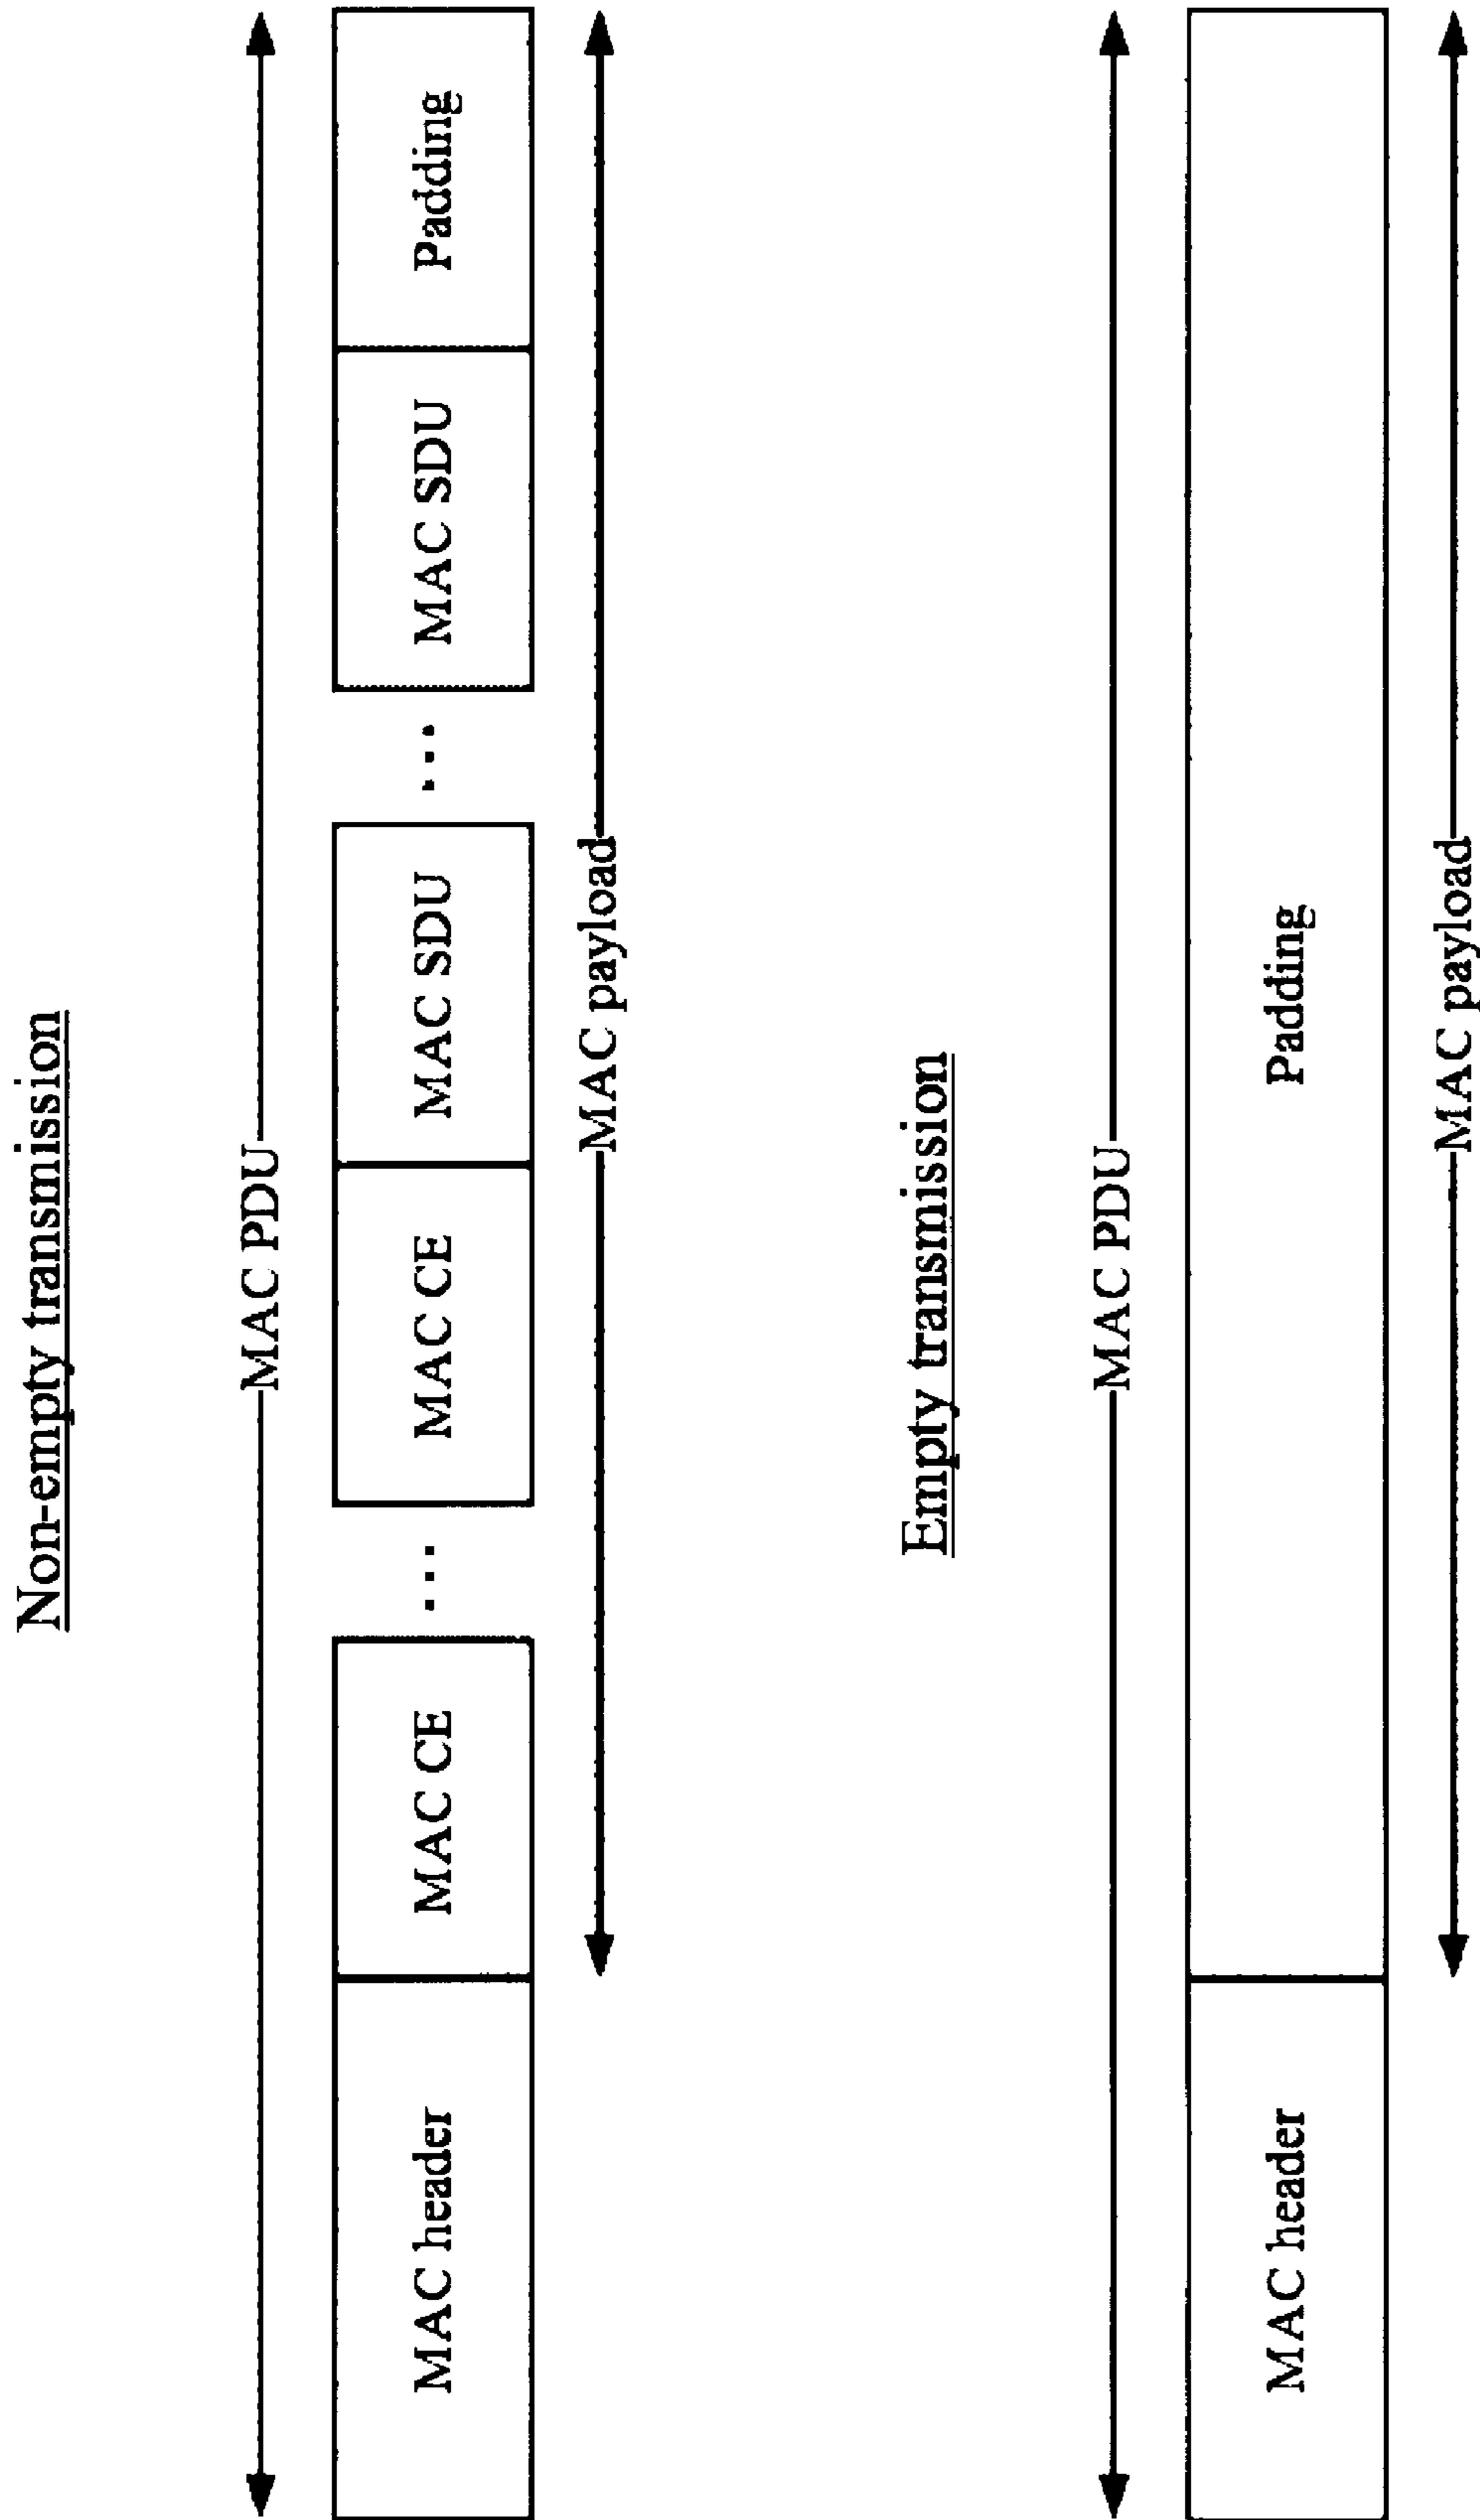 Non-empty transmission
MAC PDU
MAC header MAC CE ... MAC CE MAC SDU ... MAC SDU Padding
MAC payload
Empty transmission
MAC PDU
MAC header Padding
MAC payload